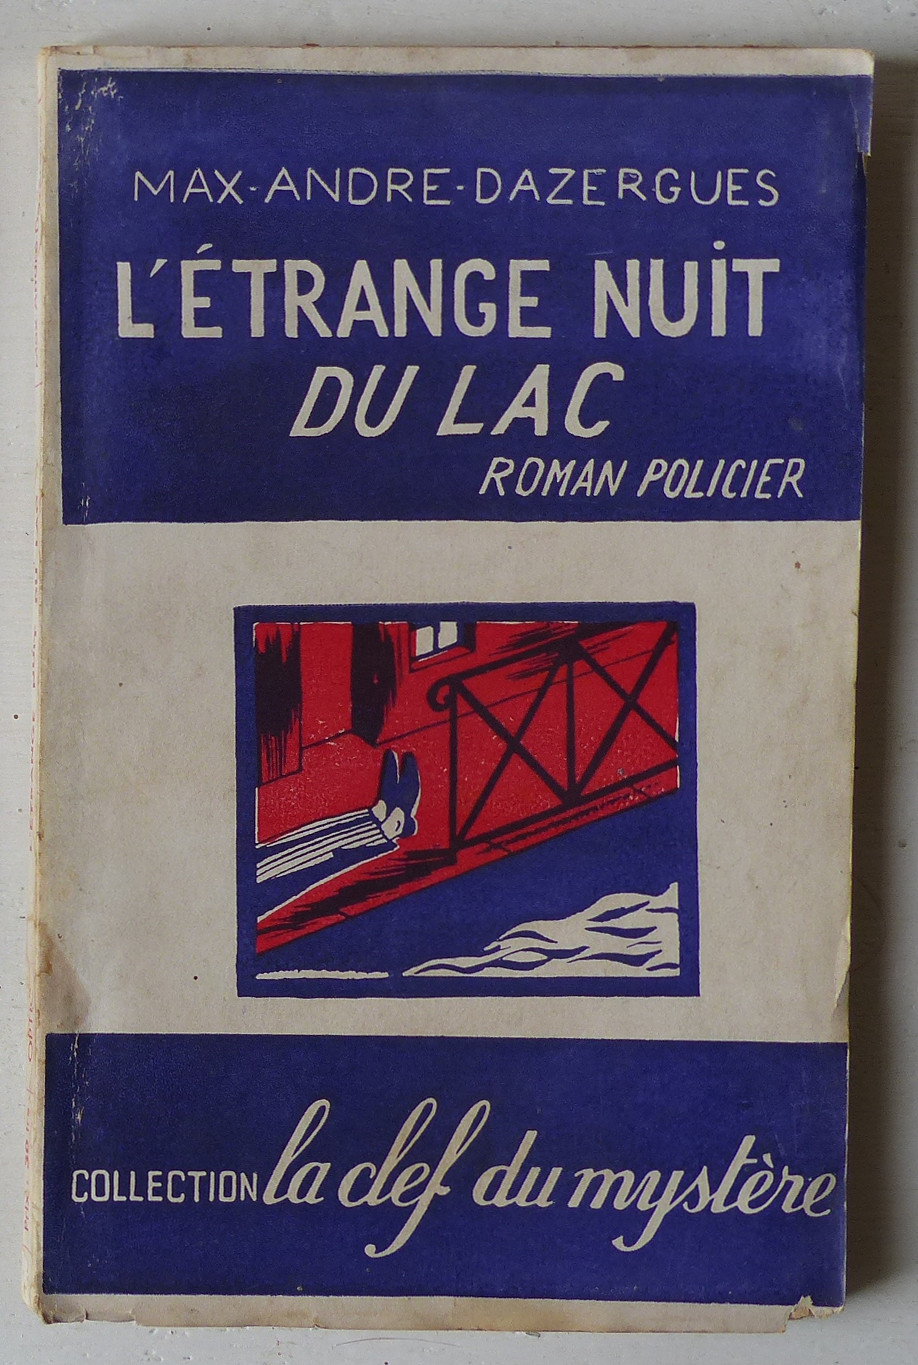 MAX-ANDRE-DAZERGUES
L'ÉTRANGE NUIT
DU LAC
ROMAN POLICIER
COLLECTION la clef du mystère